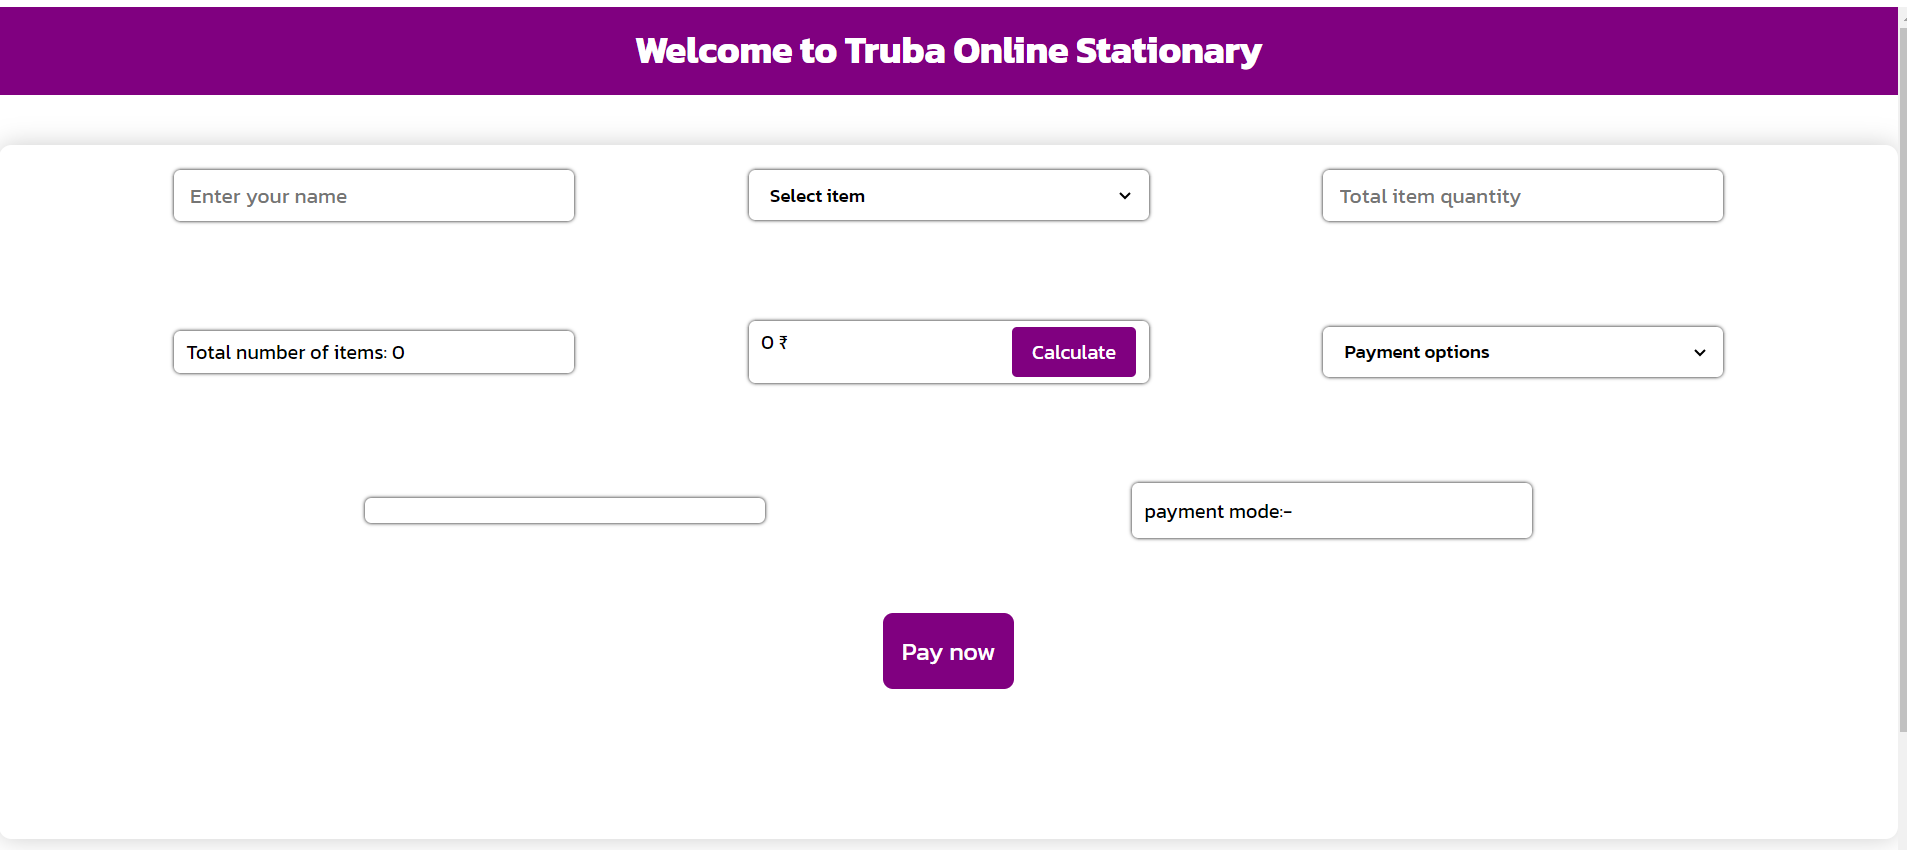 Welcome to Truba Online Stationary
Enter your name
Select item
Total item quantity
Total number of items: 0
0 ₹
Calculate
Payment options
payment mode:-
Pay now